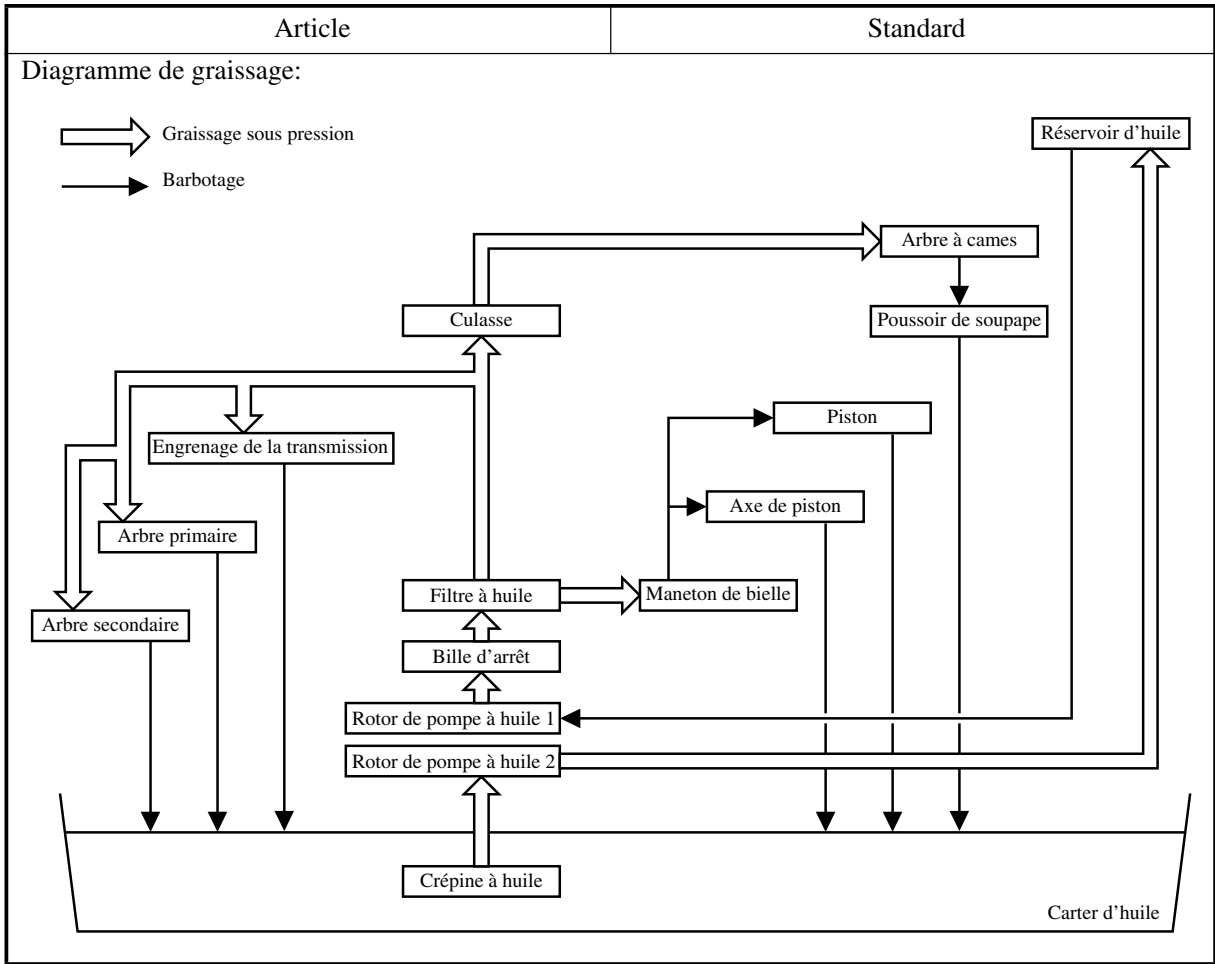 Article
Standard
Diagramme de graissage:
Graissage sous pression
Barbotage
Réservoir d’huile
Arbre à cames
Culasse
Poussoir de soupape
Piston
Engrenage de la transmission
Axe de piston
Arbre primaire
Filtre à huile
Maneton de bielle
Arbre secondaire
Bille d’arrêt
Rotor de pompe à huile 1
Rotor de pompe à huile 2
Crépine à huile
Carter d’huile